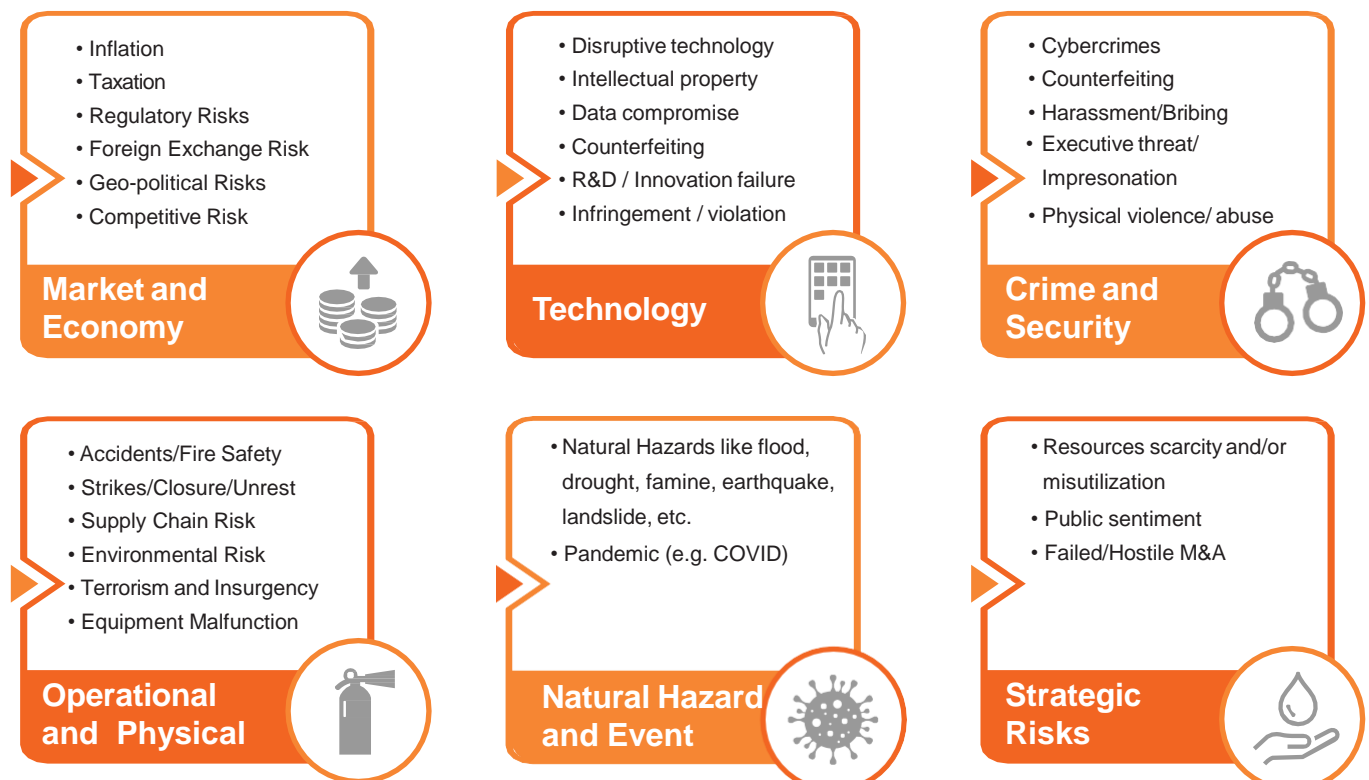 • Inflation
• Taxation
• Regulatory Risks
• Foreign Exchange Risk
• Geo-political Risks
• Competitive Risk
Market and
Economy
• Disruptive technology
• Intellectual property
• Data compromise
• Counterfeiting
• R&D / Innovation failure
• Infringement / violation
Technology
• Cybercrimes
• Counterfeiting
• Harassment/Bribing
• Executive threat/
Impresonation
• Physical violence/ abuse
Crime and
Security
• Accidents/Fire Safety
• Strikes/Closure/Unrest
• Supply Chain Risk
• Environmental Risk
• Terrorism and Insurgency
• Equipment Malfunction
Operational
and Physical
• Natural Hazards like flood,
drought, famine, earthquake,
landslide, etc.
• Pandemic (e.g. COVID)
Natural Hazard
and Event
• Resources scarcity and/or
misutilization
• Public sentiment
• Failed/Hostile M&A
Strategic
Risks